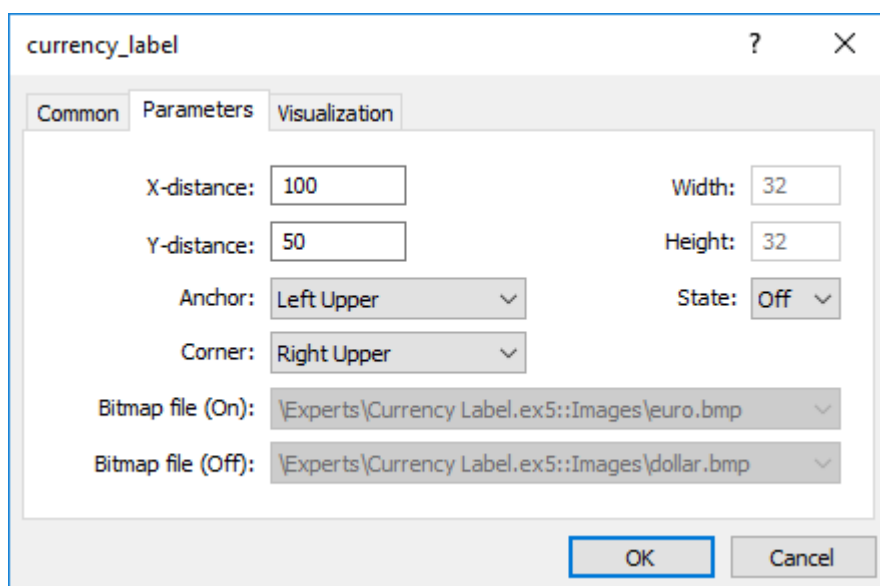 currency_label ?
Common Parameters Visualization
X-distance: 100 Width: 32
Y-distance: 50 Height: 32
Anchor: Left Upper State: Off
Corner: Right Upper
Bitmap file (On): \Experts\Currency Label.ex5::Images\euro.bmp
Bitmap file (Off): \Experts\Currency Label.ex5::Images\dollar.bmp
OK Cancel